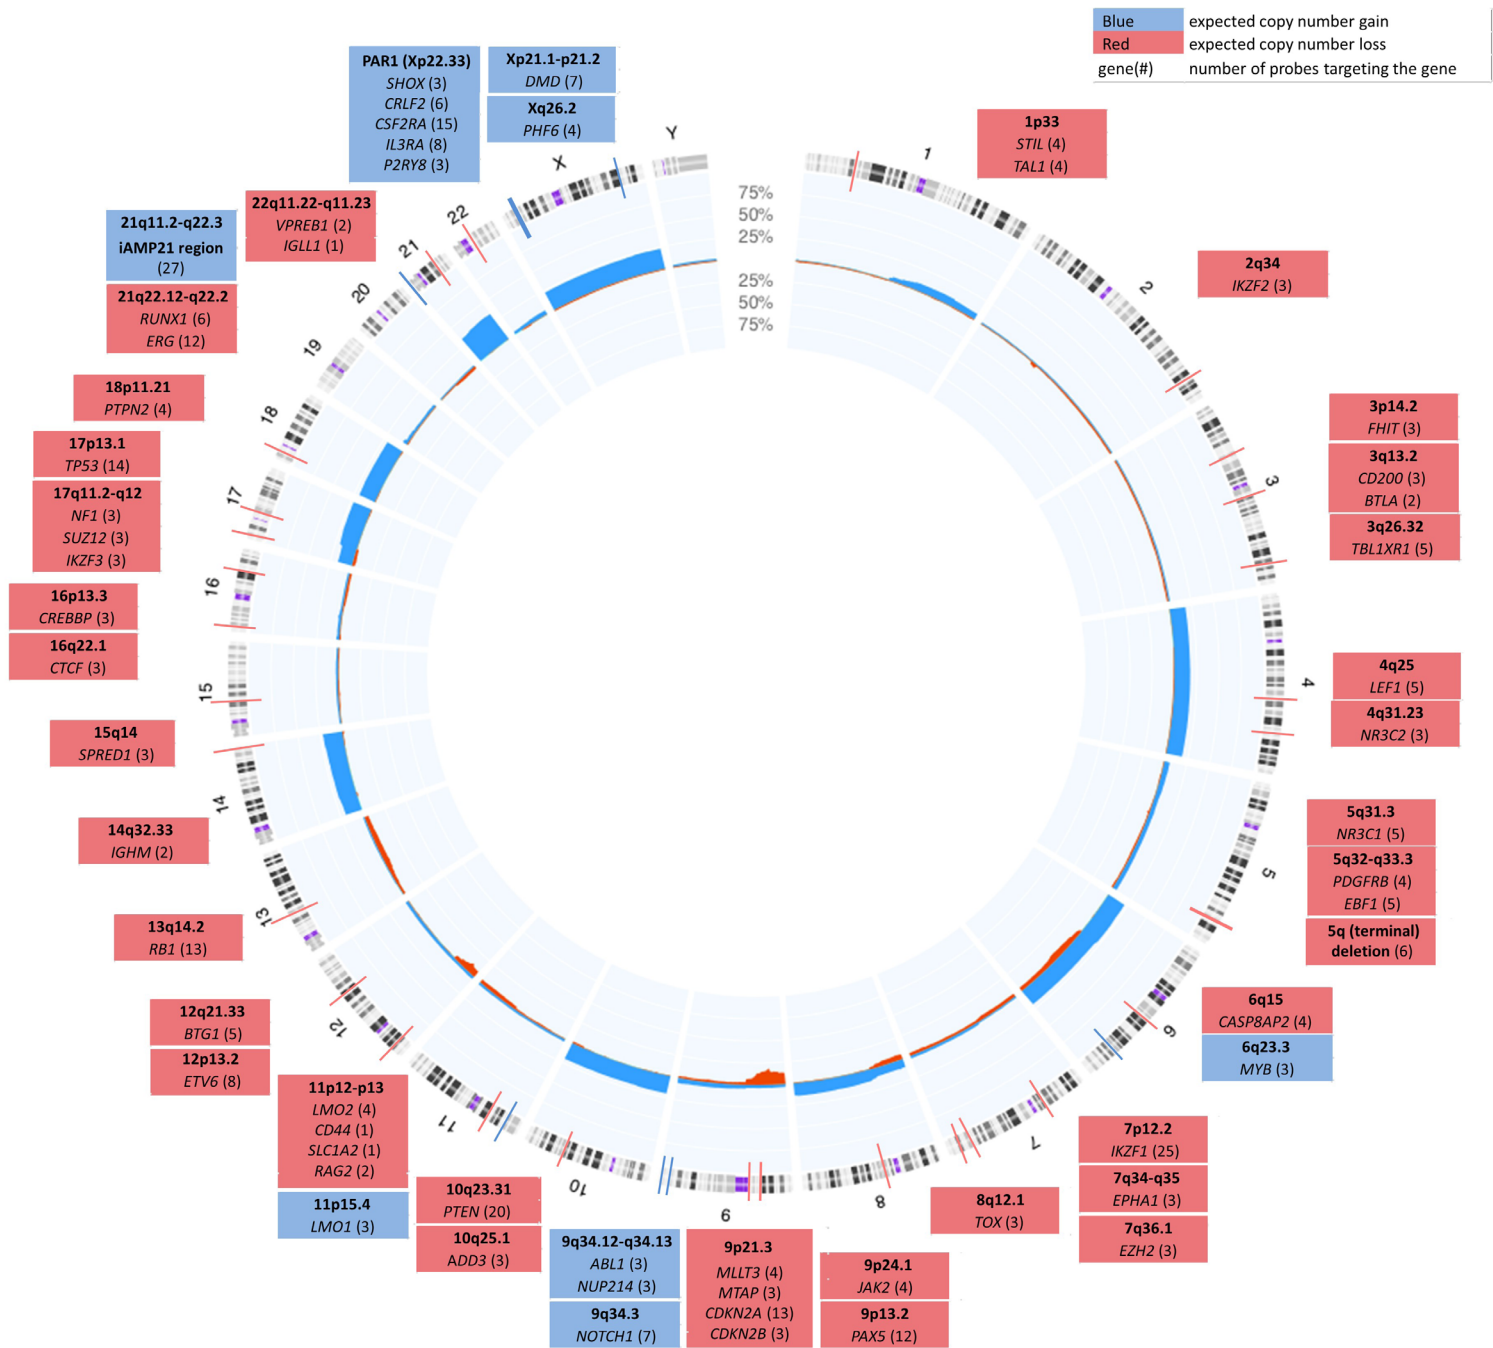 Blue expected copy number gain
Red expected copy number loss
gene(#) number of probes targeting the gene
PAR1 (Xp22.33)
SHOX (3)
CRLF2 (6)
CSF2RA (15)
IL3RA (8)
P2RY8 (3)
Xp21.1-p21.2
DMD (7)
Xq26.2
PHF6 (4)
1p33
STIL (4)
TAL1 (4)
2q34
IKZF2 (3)
3p14.2
FHIT (3)
3q13.2
CD200 (3)
BTLA (2)
3q26.32
TBL1XR1 (5)
4q25
LEF1 (5)
4q31.23
NR3C2 (3)
5q31.3
NR3C1 (5)
5q32-q33.3
PDGFRB (4)
EBF1 (5)
5q (terminal)
deletion (6)
6q15
CASP8AP2 (4)
6q23.3
MYB (3)
7p12.2
IKZF1 (25)
7q34-q35
EPHA1 (3)
7q36.1
EZH2 (3)
8q12.1
TOX (3)
9p24.1
JAK2 (4)
9p13.2
PAX5 (12)
9p21.3
MLLT3 (4)
MTAP (3)
CDKN2A (13)
CDKN2B (3)
9q34.12-q34.13
ABL1 (3)
NUP214 (3)
9q34.3
NOTCH1 (7)
10q23.31
PTEN (20)
10q25.1
ADD3 (3)
11p12-p13
LMO2 (4)
CD44 (1)
SLC1A2 (1)
RAG2 (2)
11p15.4
LMO1 (3)
12q21.33
BTG1 (5)
12p13.2
ETV6 (8)
13q14.2
RB1 (13)
14q32.33
IGHM (2)
15q14
SPRED1 (3)
16p13.3
CREBBP (3)
16q22.1
CTCF (3)
17p13.1
TP53 (14)
17q11.2-q12
NF1 (3)
SUZ12 (3)
IKZF3 (3)
18p11.21
PTPN2 (4)
21q11.2-q22.3
iAMP21 region
(27)
21q22.12-q22.2
RUNX1 (6)
ERG (12)
22q11.22-q11.23
VPREB1 (2)
IGLL1 (1)
75%
50%
25%
25%
50%
75%
1
2
3
4
5
6
7
8
9
10
11
12
13
14
15
16
17
18
19
20
21
22
X
Y